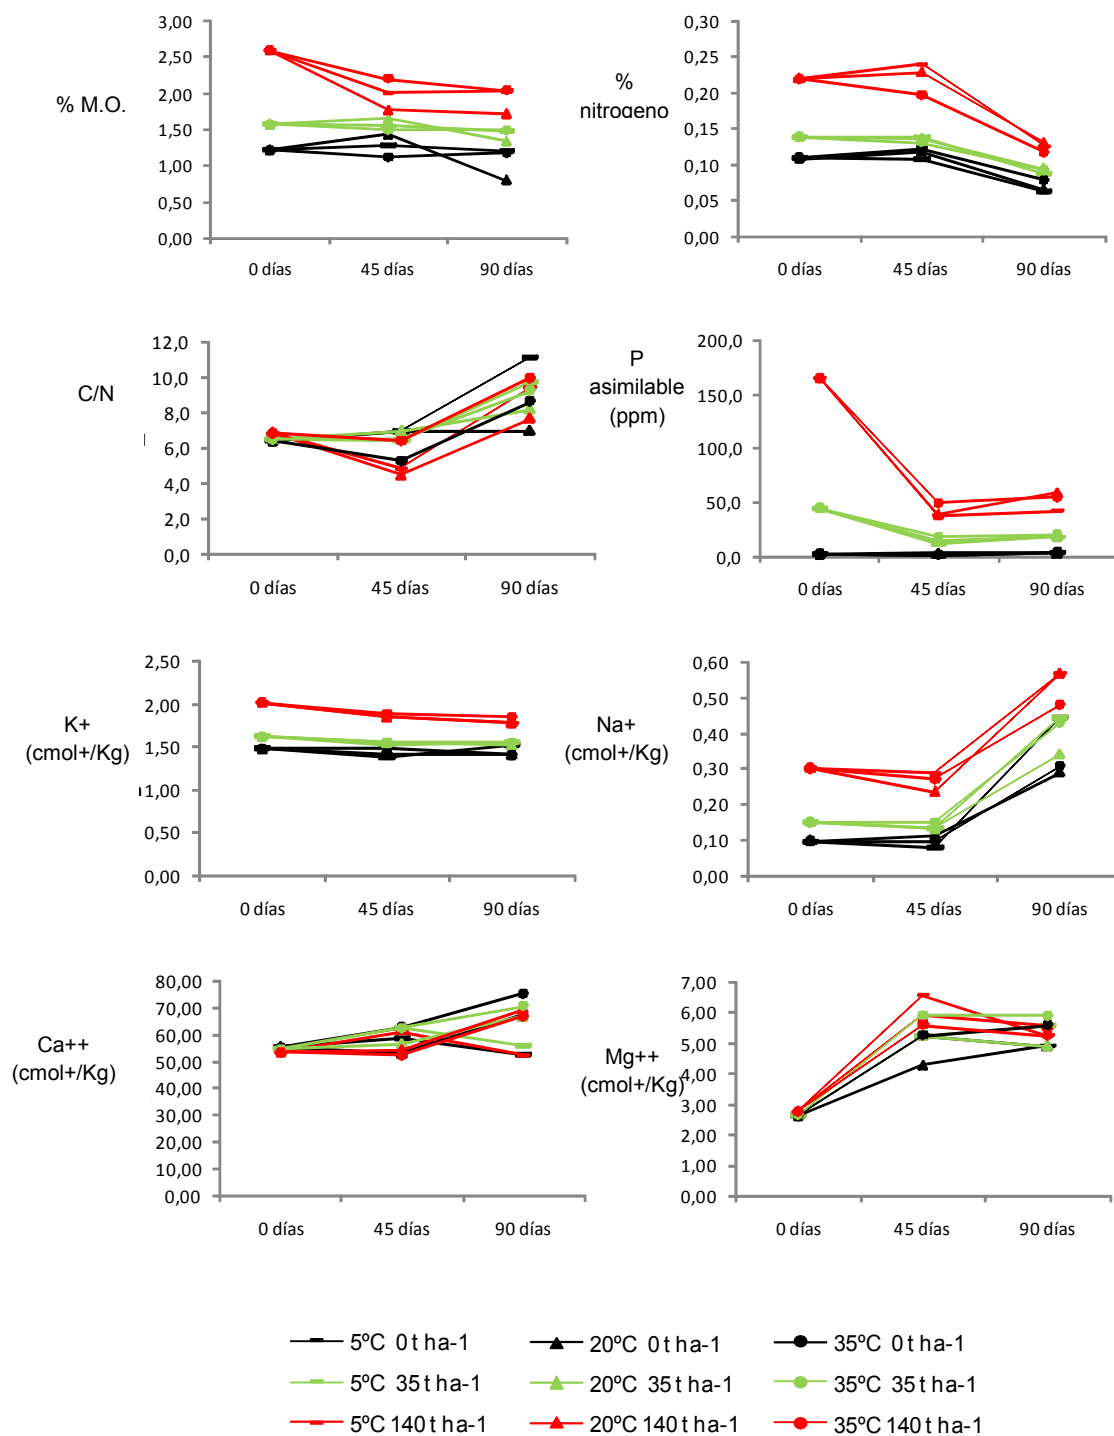 % M.O.
3,00
2,50
2,00
1,50
1,00
0,50
0,00
0 días 45 días 90 días
%
nitrogeno
0,30
0,25
0,20
0,15
0,10
0,05
0,00
0 días 45 días 90 días
C/N
12,0
10,0
8,0
6,0
4,0
2,0
0,0
0 días 45 días 90 días
P
asimilable
(ppm)
200,0
150,0
100,0
50,0
0,0
0 días 45 días 90 días
K+
(cmol+/Kg)
2,50
2,00
1,50
1,00
0,50
0,00
0 días 45 días 90 días
Na+
(cmol+/Kg)
0,60
0,50
0,40
0,30
0,20
0,10
0,00
0 días 45 días 90 días
Ca++
(cmol+/Kg)
80,00
70,00
60,00
50,00
40,00
30,00
20,00
10,00
0,00
0 días 45 días 90 días
Mg++
(cmol+/Kg)
7,00
6,00
5,00
4,00
3,00
2,00
1,00
0,00
0 días 45 días 90 días
5ºC 0 t ha-1 20ºC 0 t ha-1 35ºC 0 t ha-1
5ºC 35 t ha-1 20ºC 35 t ha-1 35ºC 35 t ha-1
5ºC 140 t ha-1 20ºC 140 t ha-1 35ºC 140 t ha-1